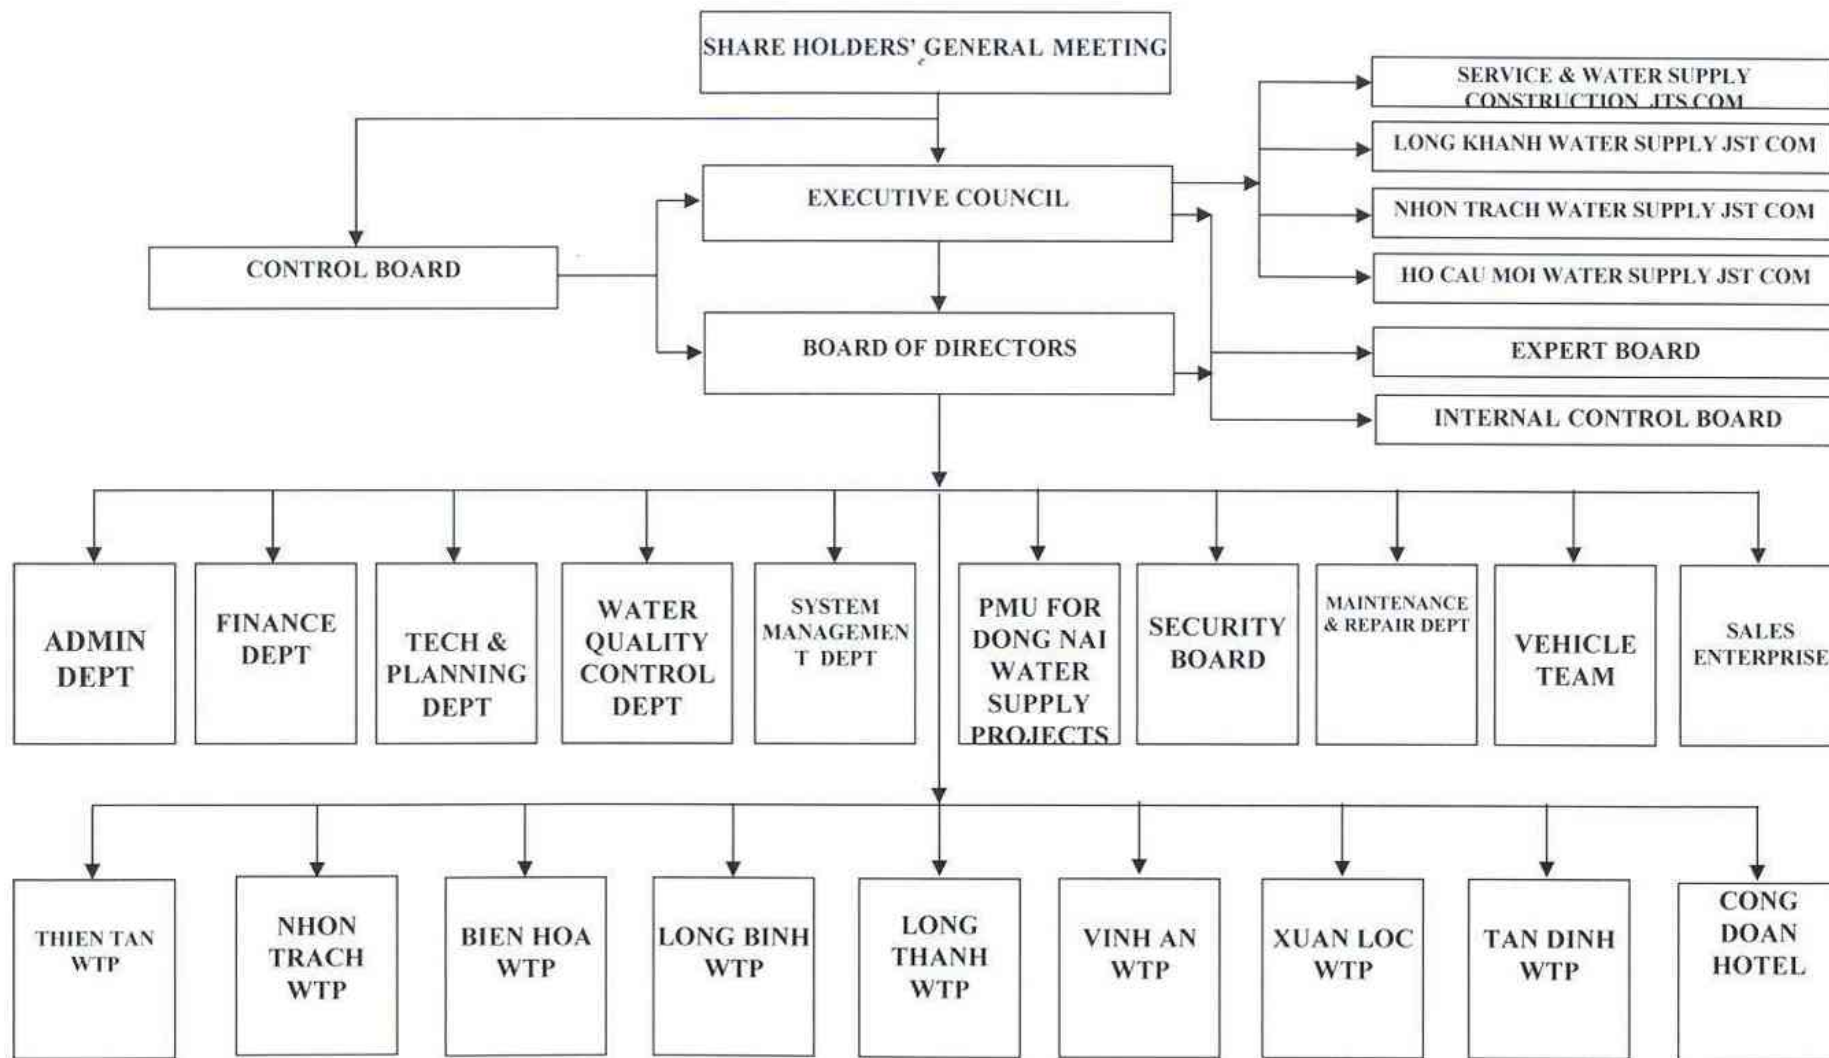 SHARE HOLDERS' GENERAL MEETING
SERVICE & WATER SUPPLY
CONSTRUCTION JTS COM
LONG KHANH WATER SUPPLY JST COM
EXECUTIVE COUNCIL
NHON TRACH WATER SUPPLY JST COM
CONTROL BOARD
HO CAU MOI WATER SUPPLY JST COM
BOARD OF DIRECTORS
EXPERT BOARD
INTERNAL CONTROL BOARD
ADMIN
DEPT
FINANCE
DEPT
TECH &
PLANNING
DEPT
WATER
QUALITY
CONTROL
DEPT
SYSTEM
MANAGEMEN
T DEPT
PMU FOR
DONG NAI
WATER
SUPPLY
PROJECTS
SECURITY
BOARD
MAINTENANCE
& REPAIR DEPT
VEHICLE
TEAM
SALES
ENTERPRISE
THIEN TAN
WTP
NHON
TRACH
WTP
BIEN HOA
WTP
LONG BINH
WTP
LONG
THANH
WTP
VINH AN
WTP
XUAN LOC
WTP
TAN DINH
WTP
CONG
DOAN
HOTEL